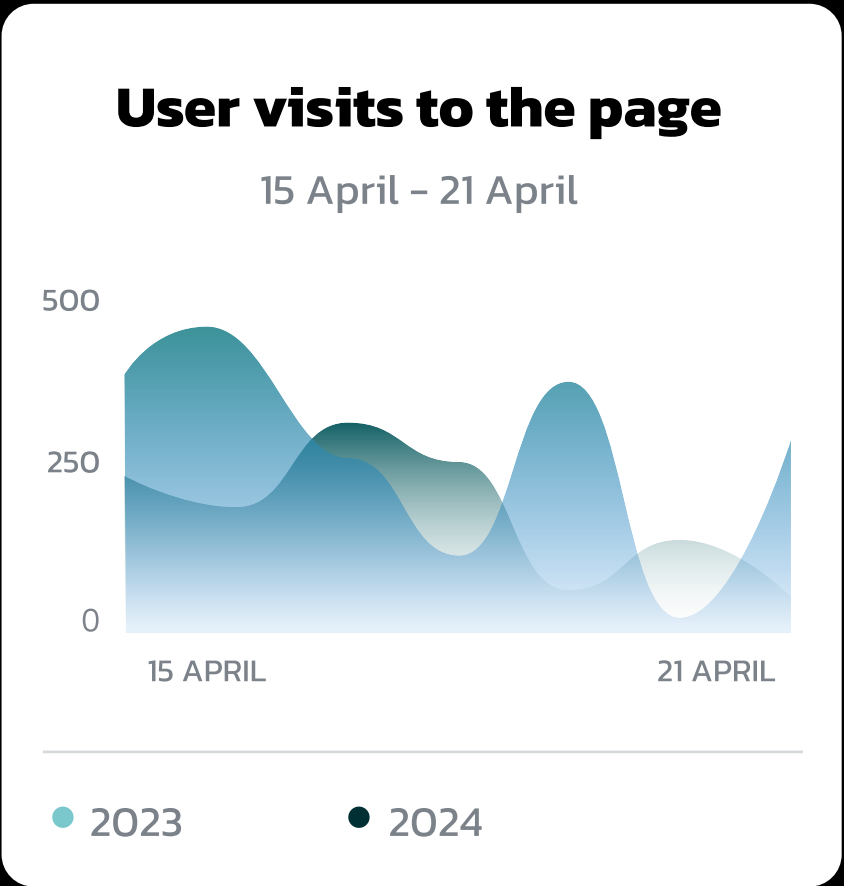 User visits to the page
15 April – 21 April
500
250
0
15 APRIL 21 APRIL
2023 2024